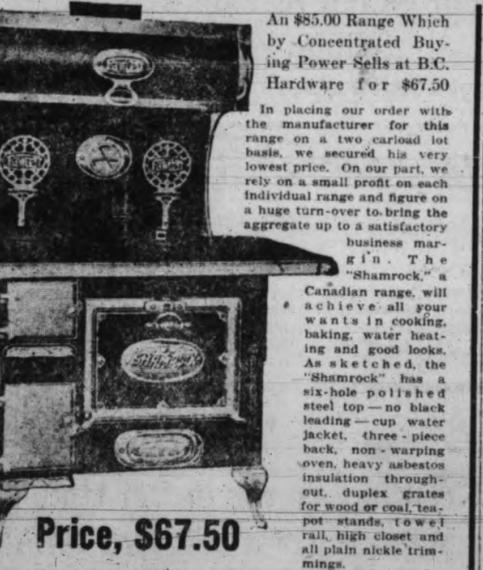 An $85.00 Range Which
by Concentrated Buy-
ing Power Sells at B.C.
Hardware for $67.50
In placing our order with
the manufacturer for this
range on a two carload lot
basis, we secured his very
lowest price. On our part, we
rely on a small profit on each
individual range and figure on
a huge turn-over to bring the
aggregate up to a satisfactory
business mar-
gin. The
"Shamrock," a
Canadian range, will
achieve all your
wants in cooking,
baking, water heat-
ing and good looks.
As sketched, the
"Shamrock" has a
six-hole polished
steel top — no black
leading — cup water
jacket, three-piece
back, non-warping
oven, heavy asbestos
insulation through-
out, duplex grates
for wood or coal, tea-
pot stands, towel
rail, high closet and
all plain nickle trim-
mings.
Price, $67.50